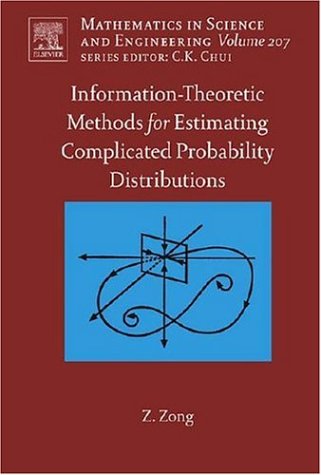 MATHEMATICS IN SCIENCE
AND ENGINEERING Volume 207
SERIES EDITOR: C.K. CHUI
ELSEVIER
Information-Theoretic
Methods for Estimating
Complicated Probability
Distributions
Z. Zong